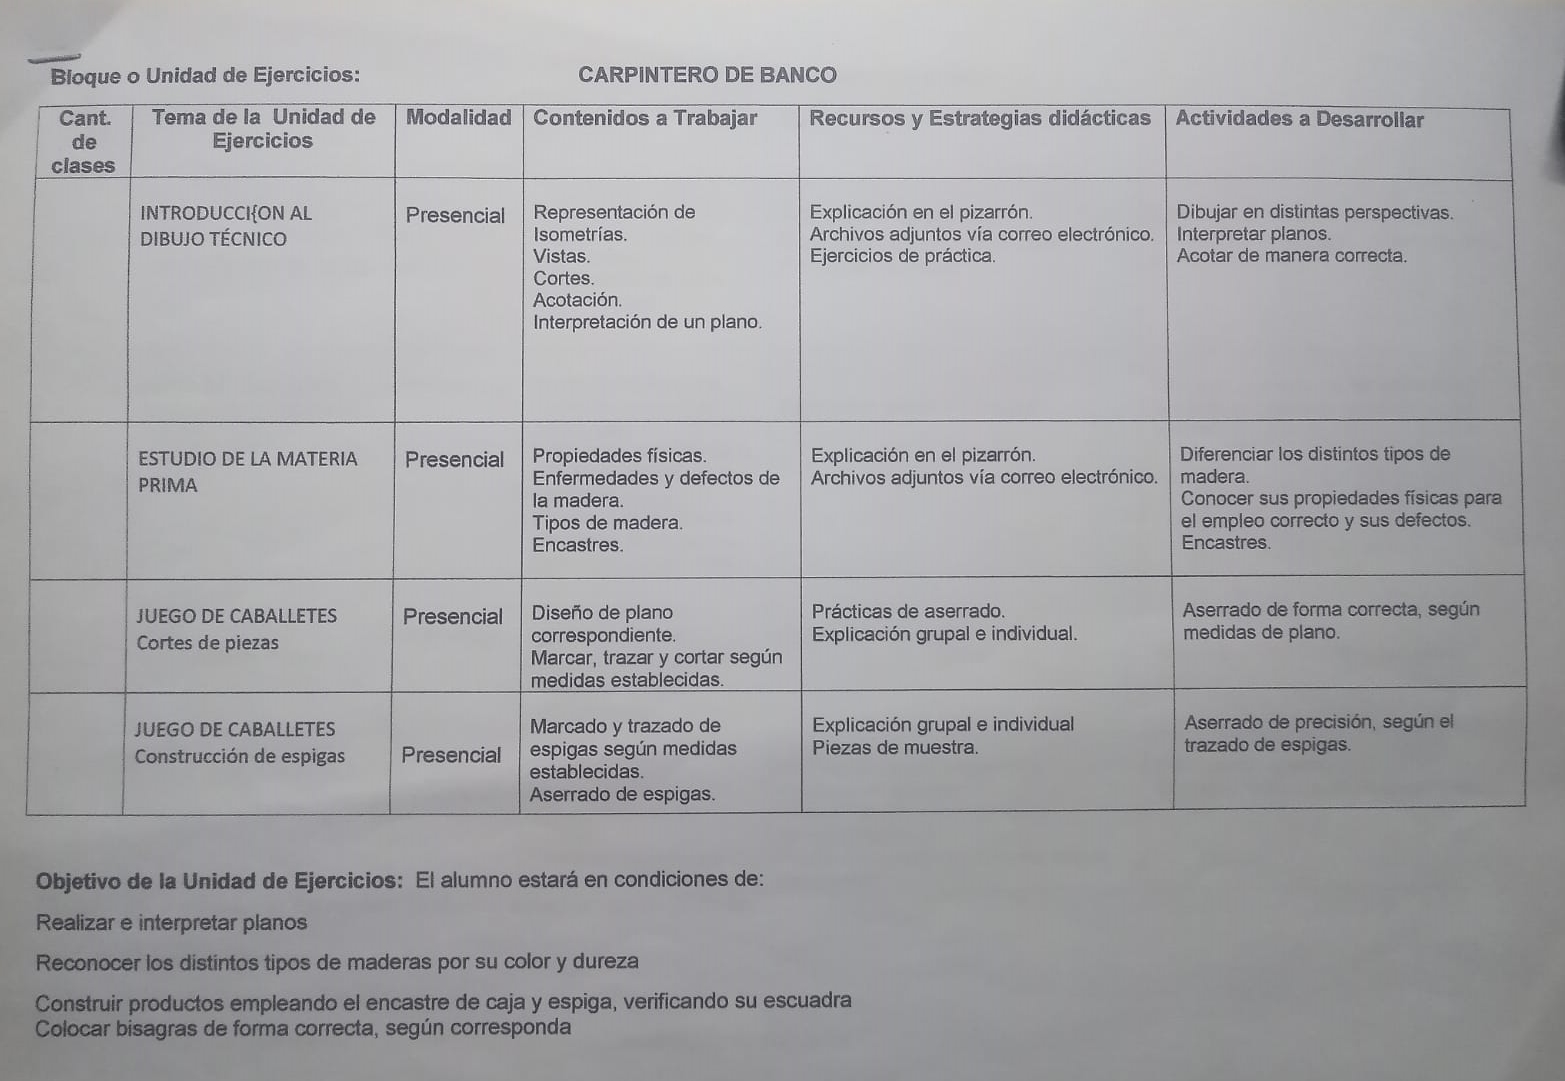 Bloque o Unidad de Ejercicios: CARPINTERO DE BANCO
Cant. de clases
Tema de la Unidad de Ejercicios
Modalidad
Contenidos a Trabajar
Recursos y Estrategias didácticas
Actividades a Desarrollar
INTRODUCCI{ON AL
DIBUJO TÉCNICO
Presencial
Representación de
Isometrías.
Vistas.
Cortes.
Acotación.
Interpretación de un plano.
Explicación en el pizarrón.
Archivos adjuntos vía correo electrónico.
Ejercicios de práctica.
Dibujar en distintas perspectivas.
Interpretar planos.
Acotar de manera correcta.
ESTUDIO DE LA MATERIA
PRIMA
Presencial
Propiedades físicas.
Enfermedades y defectos de
la madera.
Tipos de madera.
Encastres.
Explicación en el pizarrón.
Archivos adjuntos vía correo electrónico.
Diferenciar los distintos tipos de
madera.
Conocer sus propiedades físicas para
el empleo correcto y sus defectos.
Encastres.
JUEGO DE CABALLETES
Cortes de piezas
Presencial
Diseño de plano
correspondiente.
Marcar, trazar y cortar según
medidas establecidas.
Prácticas de aserrado.
Explicación grupal e individual.
Aserrado de forma correcta, según
medidas de plano.
JUEGO DE CABALLETES
Construcción de espigas
Presencial
Marcado y trazado de
espigas según medidas
establecidas.
Aserrado de espigas.
Explicación grupal e individual
Piezas de muestra.
Aserrado de precisión, según el
trazado de espigas.
Objetivo de la Unidad de Ejercicios: El alumno estará en condiciones de:
Realizar e interpretar planos
Reconocer los distintos tipos de maderas por su color y dureza
Construir productos empleando el encastre de caja y espiga, verificando su escuadra
Colocar bisagras de forma correcta, según corresponda